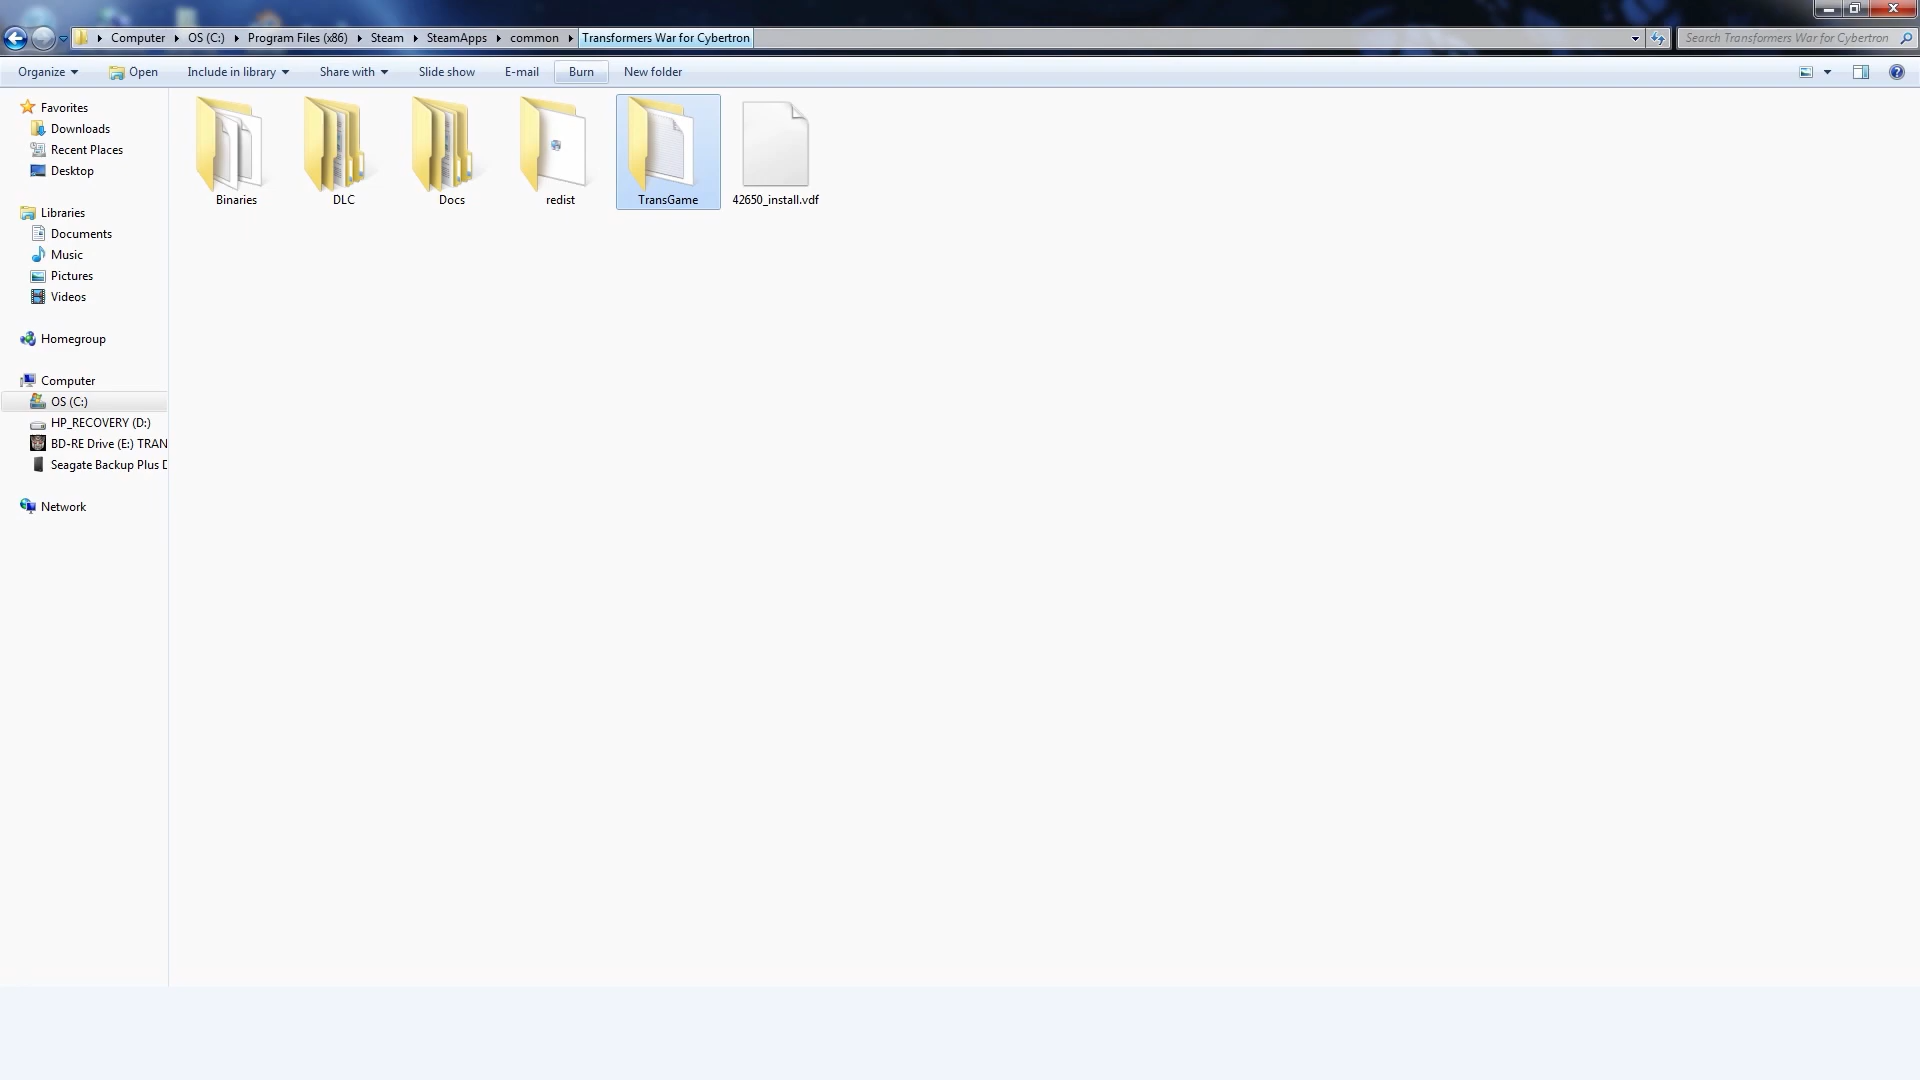 Computer OS (C:) Program Files (x86) Steam SteamApps common Transformers War for Cybertron
Search Transformers War for Cybertron
Organize Open Include in library Share with Slide show E-mail Burn New folder
Favorites
Downloads
Recent Places
Desktop
Libraries
Documents
Music
Pictures
Videos
Homegroup
Computer
OS (C:)
HP_RECOVERY (D:)
BD-RE Drive (E:) TRAN
Seagate Backup Plus D
Network
Binaries
DLC
Docs
redist
TransGame
42650_install.vdf